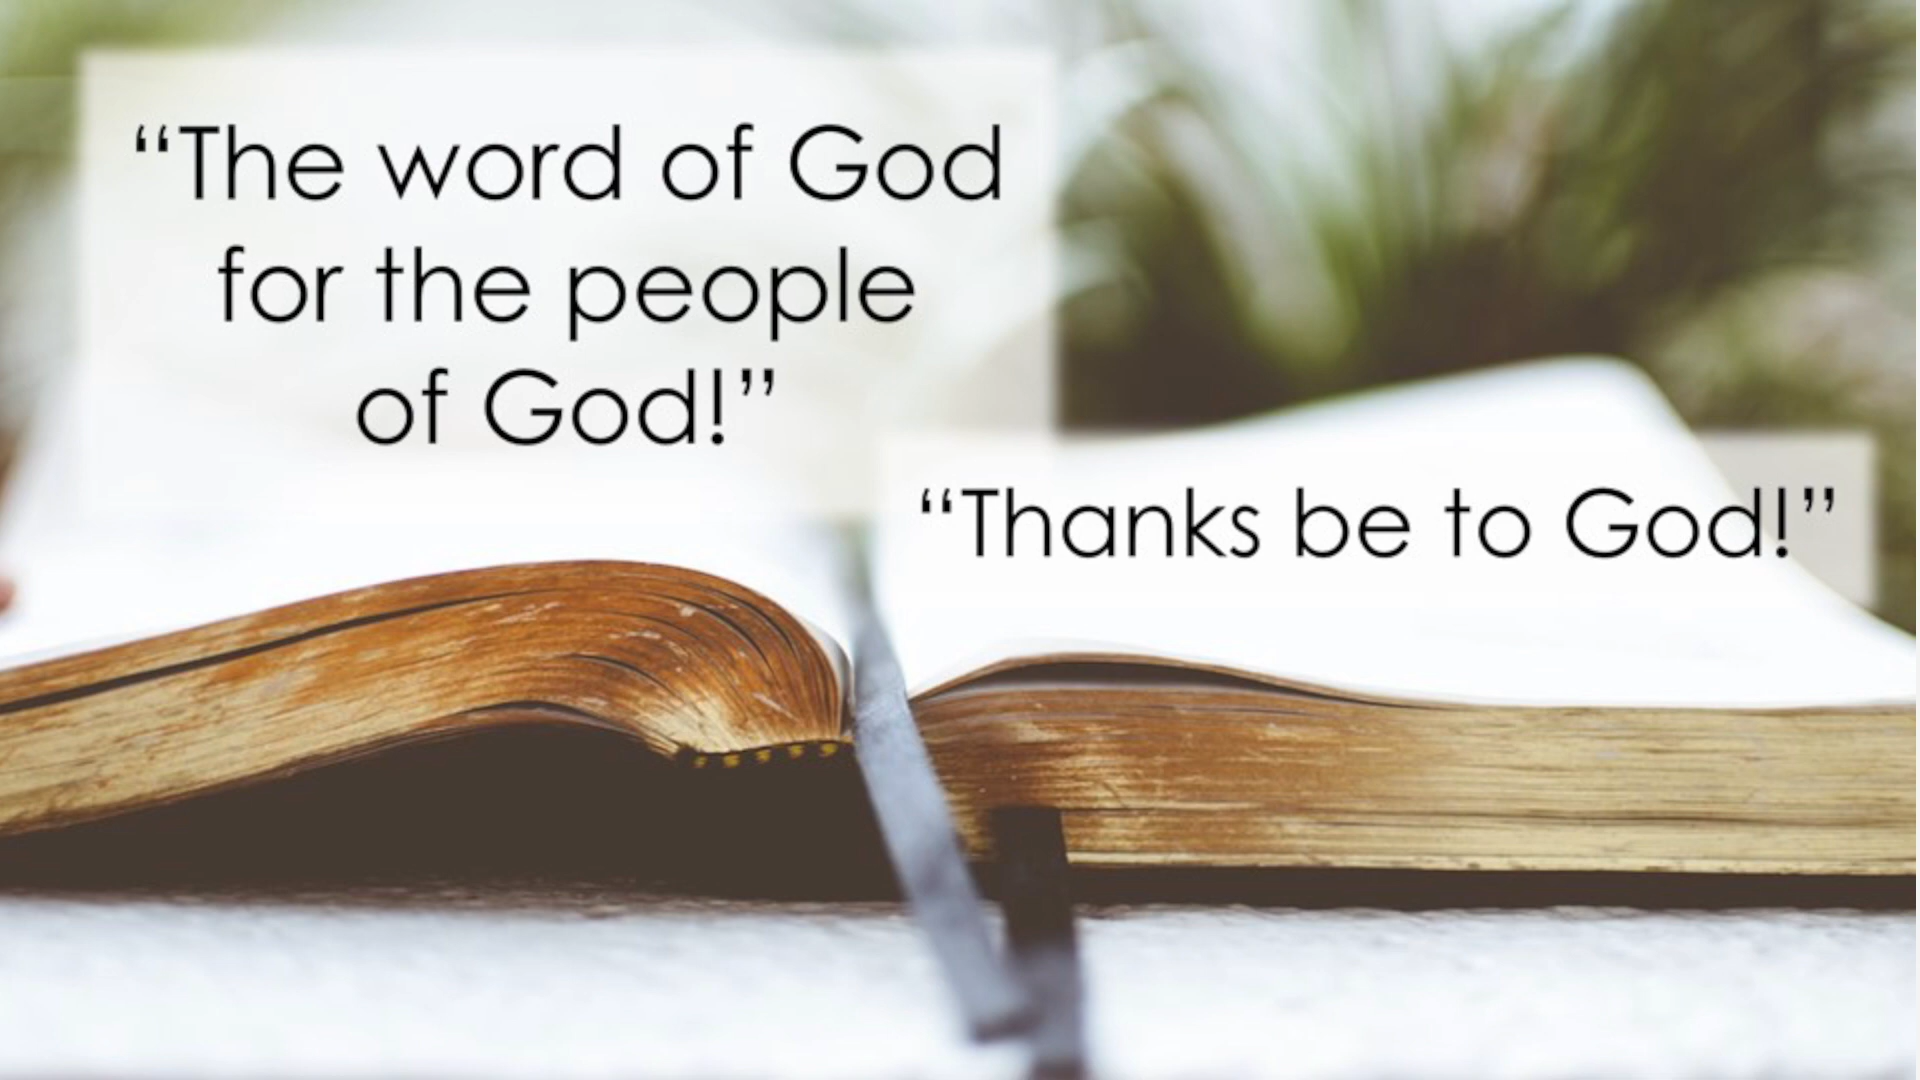 “The word of God
for the people
of God!”
“Thanks be to God!”